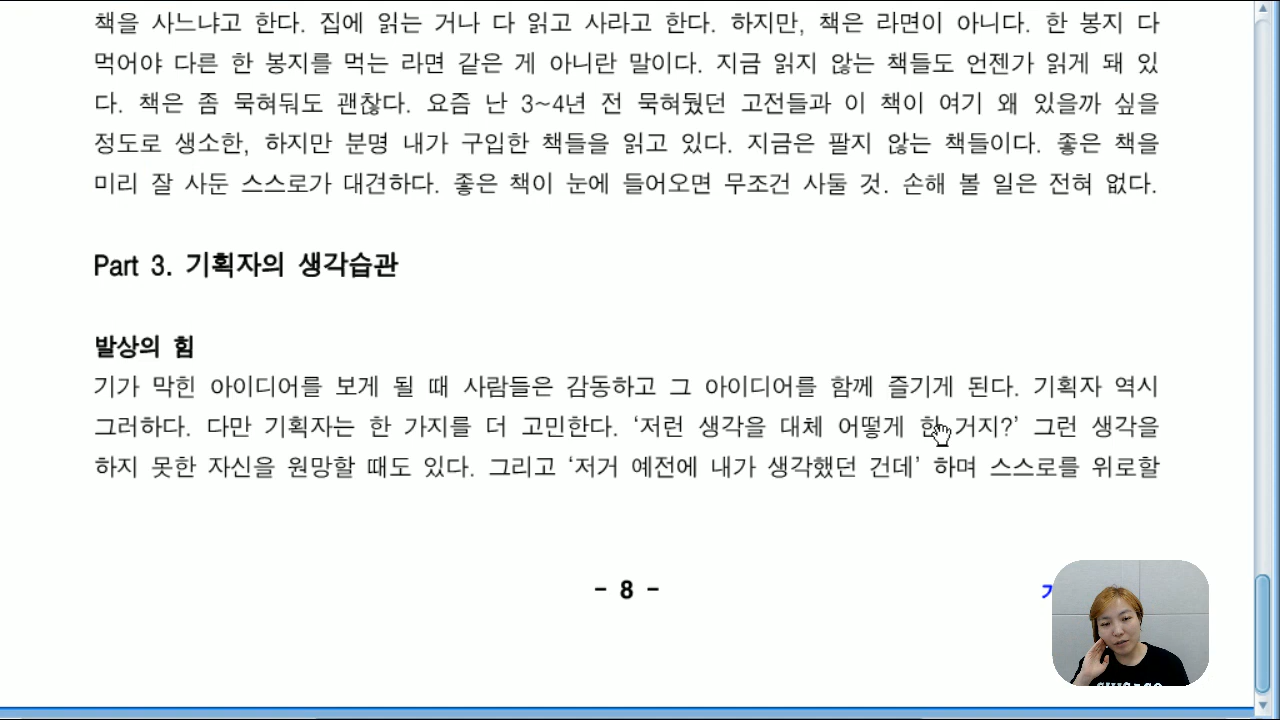 책을 사느냐고 한다. 집에 읽는 거나 다 읽고 사라고 한다. 하지만, 책은 라면이 아니다. 한 봉지 다
먹어야 다른 한 봉지를 먹는 라면 같은 게 아니란 말이다. 지금 읽지 않는 책들도 언젠가 읽게 돼 있
다. 책은 좀 묵혀둬도 괜찮다. 요즘 난 3~4년 전 묵혀뒀던 고전들과 이 책이 여기 왜 있을까 싶을
정도로 생소한, 하지만 분명 내가 구입한 책들을 읽고 있다. 지금은 팔지 않는 책들이다. 좋은 책을
미리 잘 사둔 스스로가 대견하다. 좋은 책이 눈에 들어오면 무조건 사둘 것. 손해 볼 일은 전혀 없다.
Part 3. 기획자의 생각습관
발상의 힘
기가 막힌 아이디어를 보게 될 때 사람들은 감동하고 그 아이디어를 함께 즐기게 된다. 기획자 역시
그러하다. 다만 기획자는 한 가지를 더 고민한다. ‘저런 생각을 대체 어떻게 한 거지?’ 그런 생각을
하지 못한 자신을 원망할 때도 있다. 그리고 ‘저거 예전에 내가 생각했던 건데’ 하며 스스로를 위로할
- 8 -